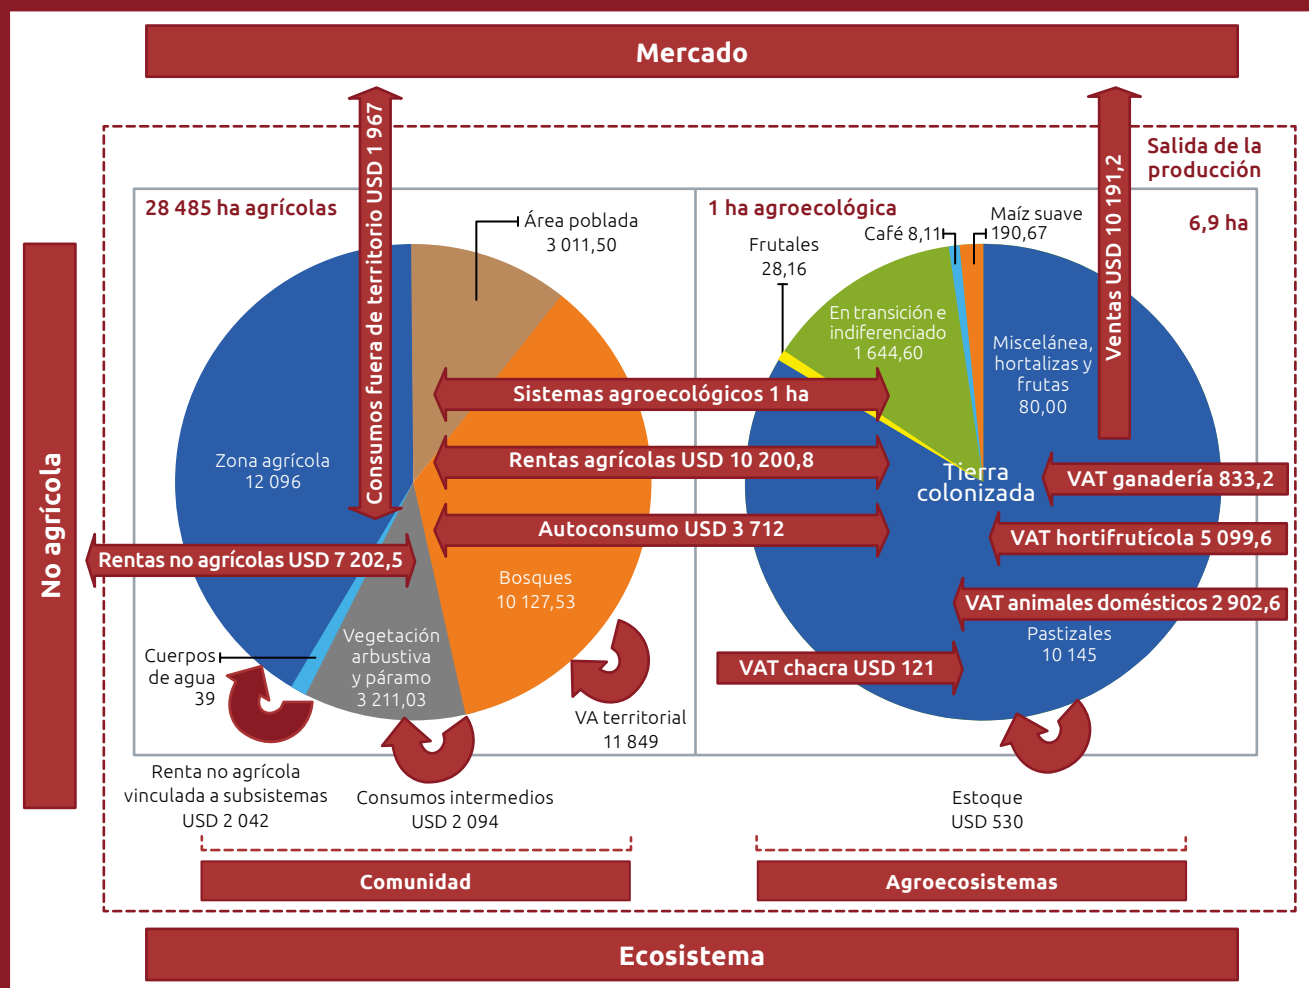 Mercado
Consumos fuera de territorio USD 1 967
Ventas USD 10 191,2
Salida de la
producción
28 485 ha agrícolas
Área poblada
3 011,50
Zona agrícola
12 096
Bosques
10 127,53
Vegetación
arbustiva
y páramo
3 211,03
Cuerpos
de agua
39
VA territorial
11 849
1 ha agroecológica
6,9 ha
Maíz suave
190,67
Café 8,11
Frutales
28,16
En transición e
indiferenciado
1 644,60
Miscelánea,
hortalizas y
frutas
80,00
Tierra
colonizada
Pastizales
10 145
Sistemas agroecológicos 1 ha
Rentas agrícolas USD 10 200,8
Autoconsumo USD 3 712
No agrícola
Rentas no agrícolas USD 7 202,5
VAT ganadería 833,2
VAT hortifrutícola 5 099,6
VAT animales domésticos 2 902,6
VAT chacra USD 121
Renta no agrícola
vinculada a subsistemas
USD 2 042
Consumos intermedios
USD 2 094
Estoque
USD 530
Comunidad
Agroecosistemas
Ecosistema